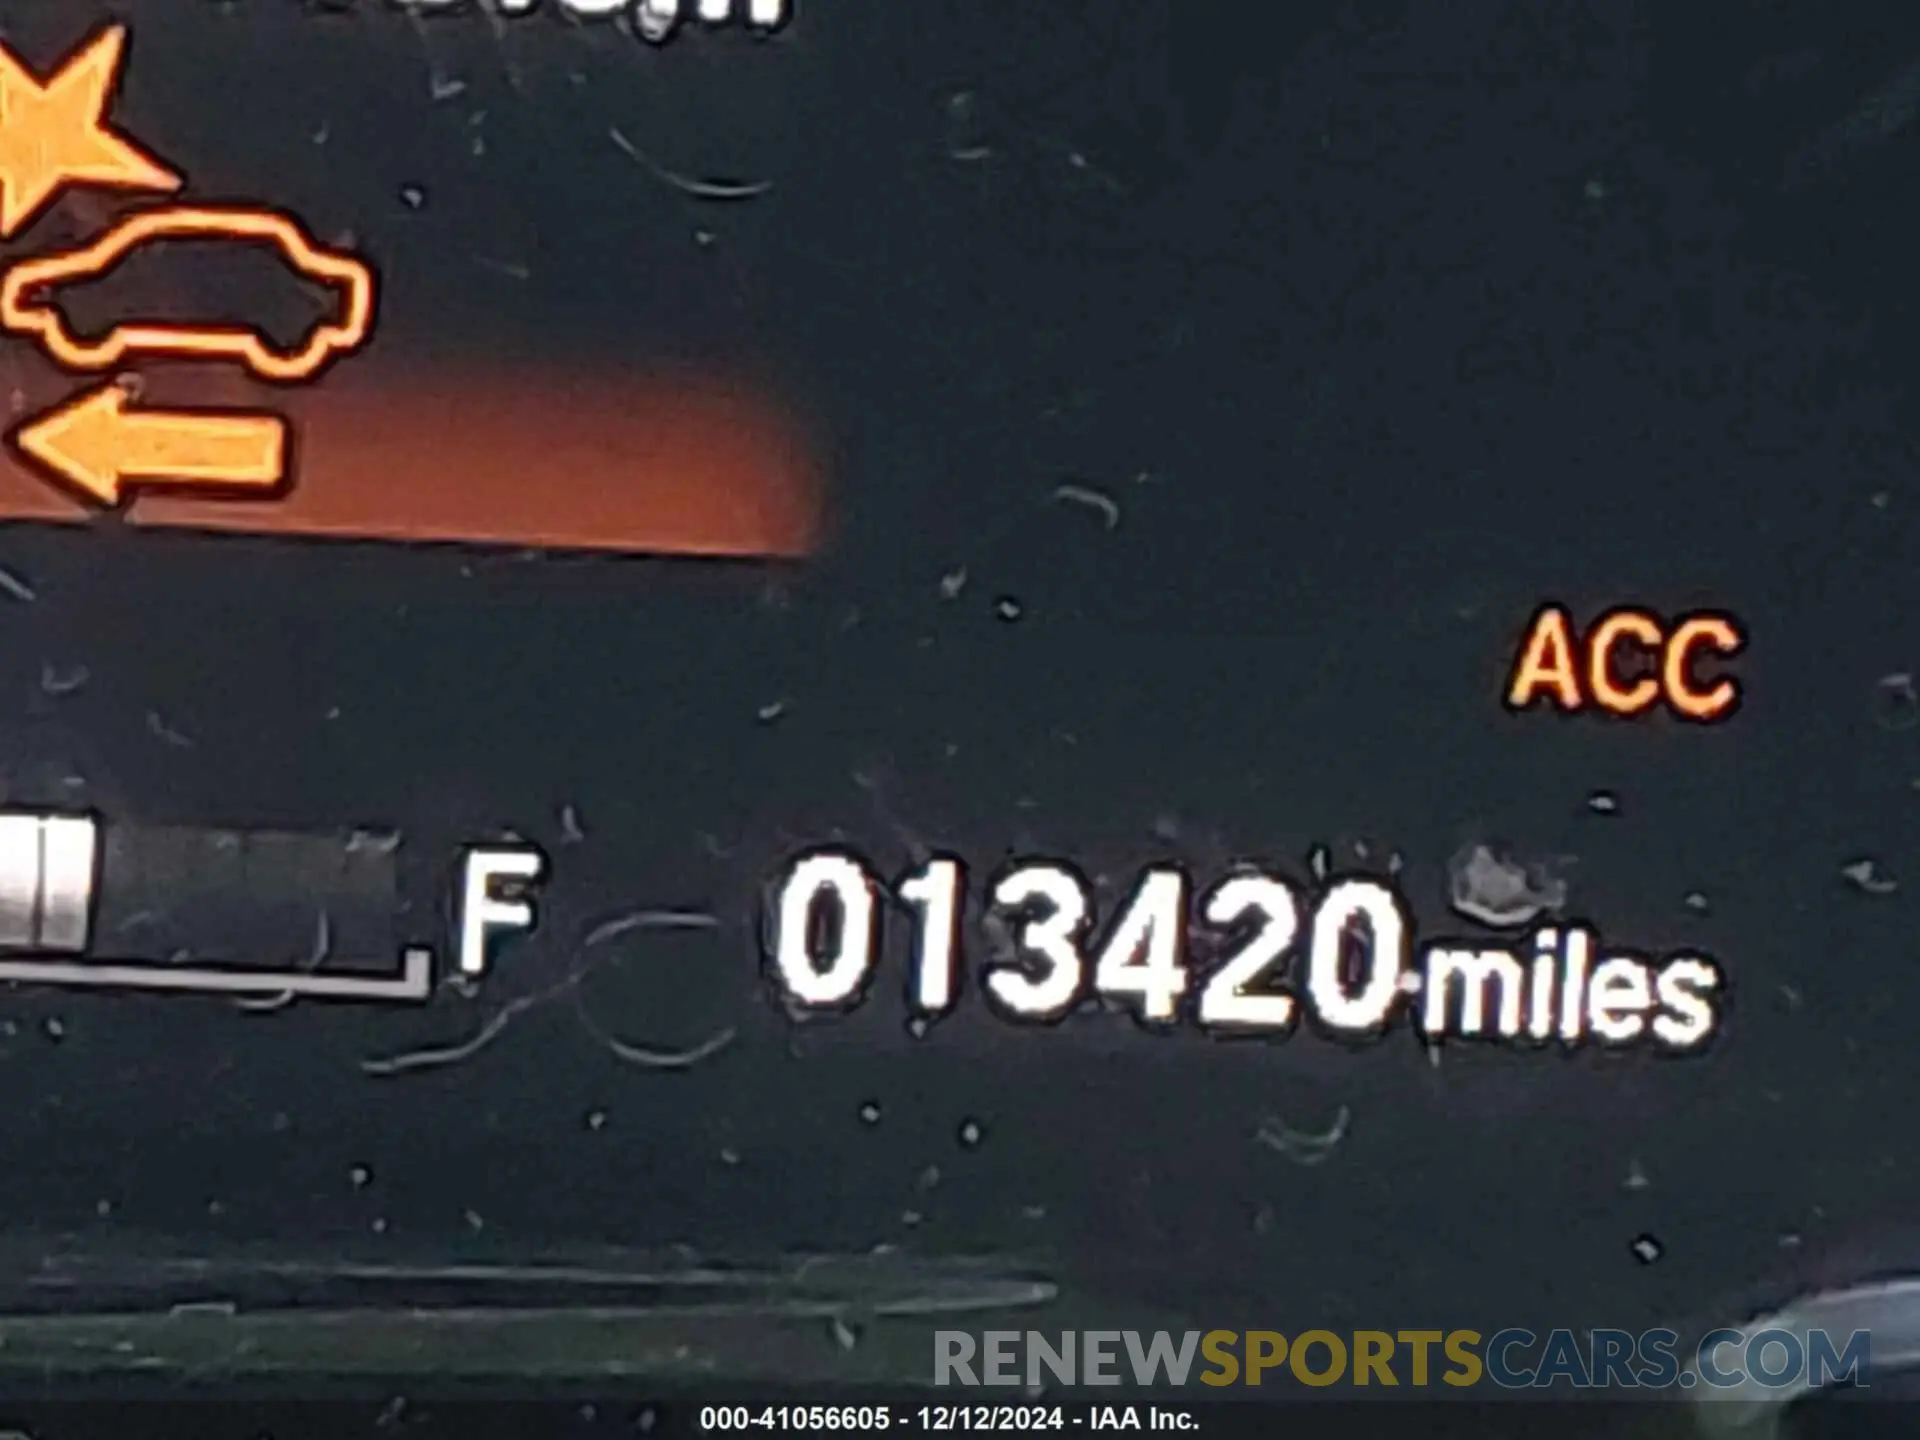 ACC
F 013420 miles
RENEWSPORTSCARS.COM
000-41056605 - 12/12/2024 - IAA Inc.